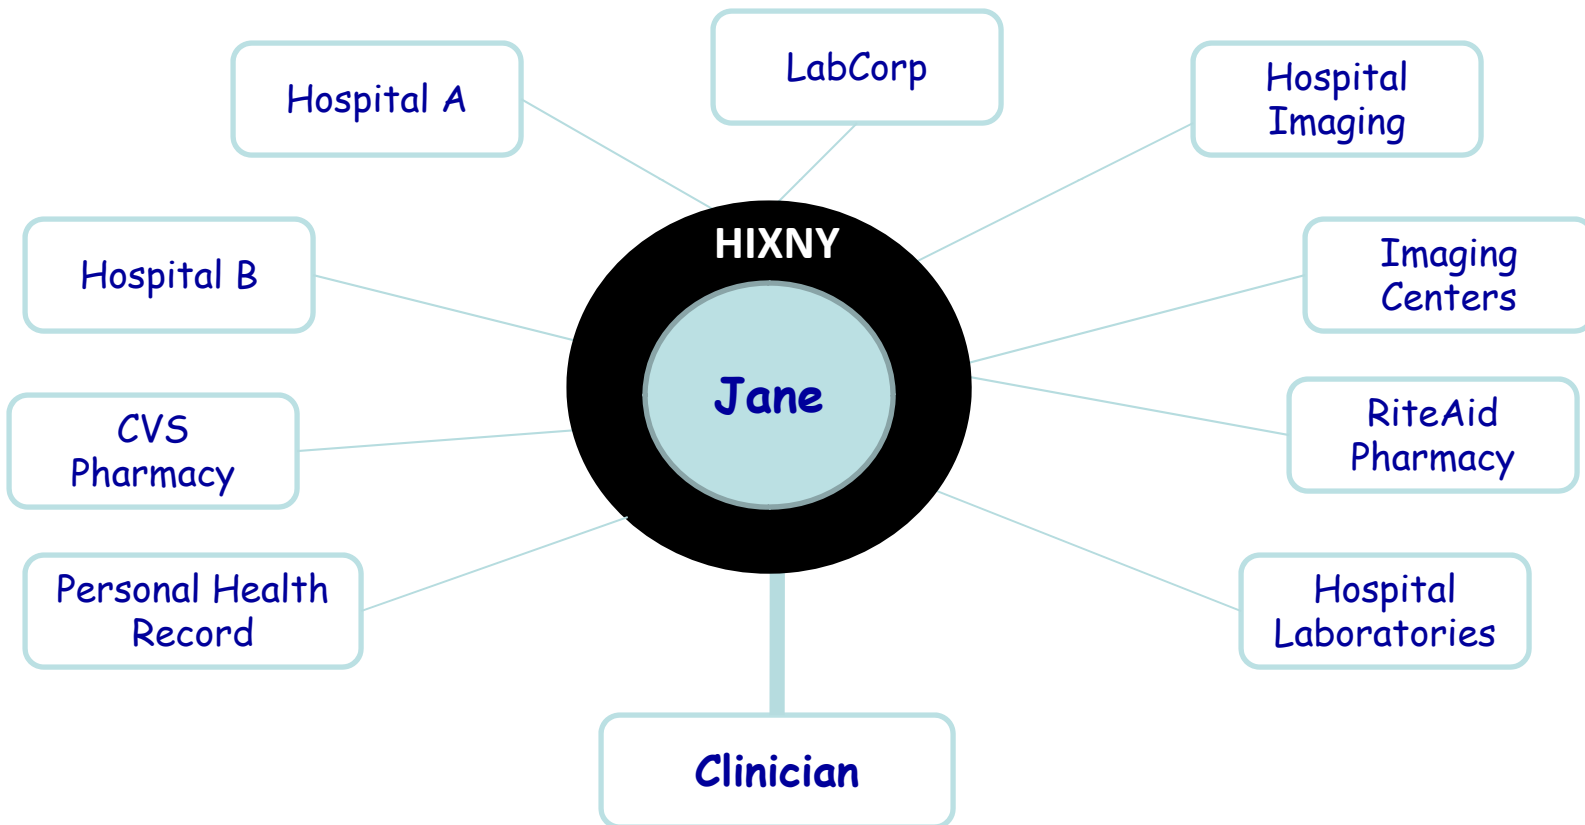 LabCorp
Hospital A
Hospital
Imaging
HIXNY
Hospital B
Imaging
Centers
Jane
CVS
Pharmacy
RiteAid
Pharmacy
Personal Health
Record
Hospital
Laboratories
Clinician